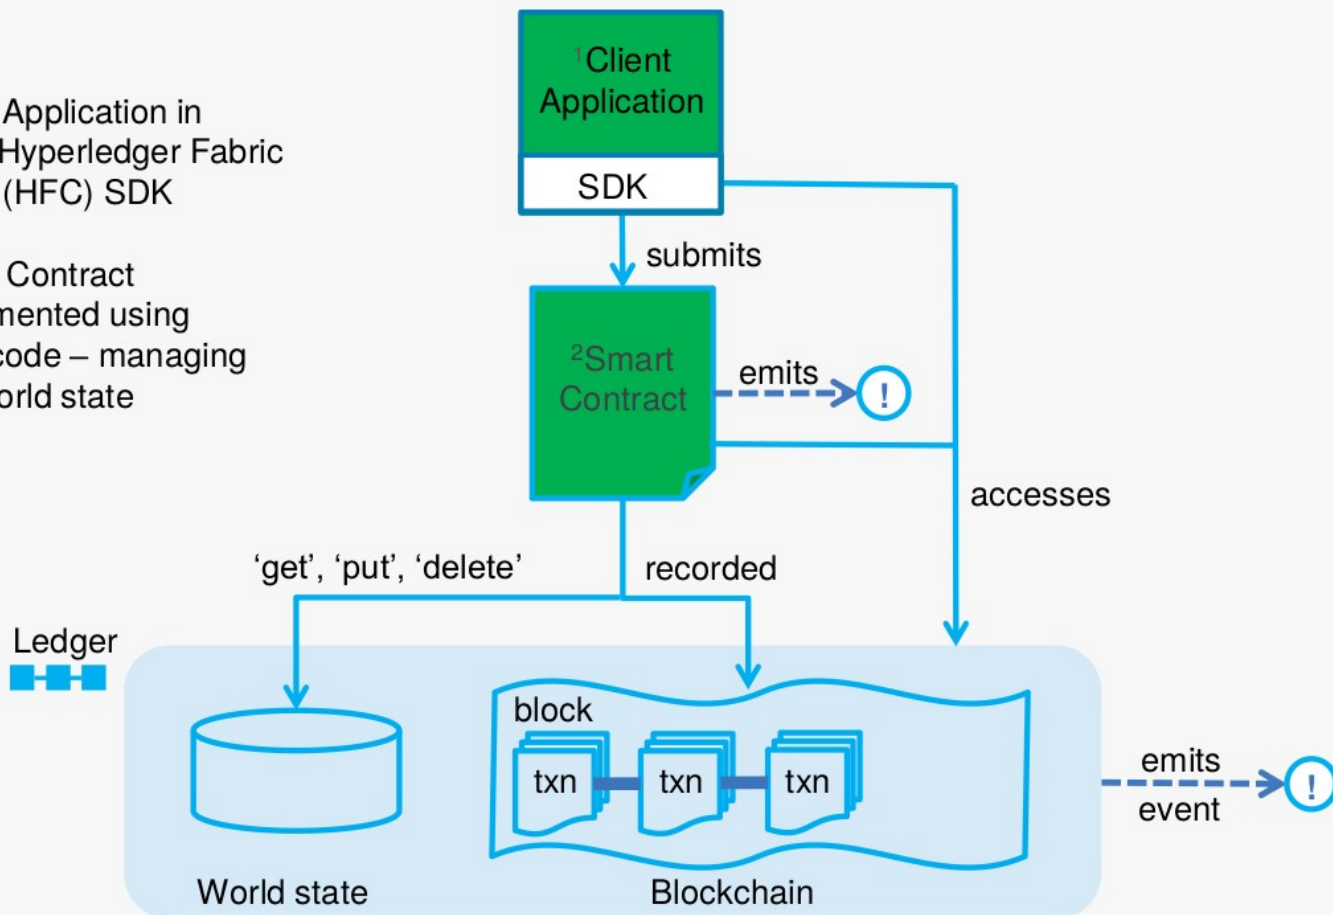 Application in
Hyperledger Fabric
(HFC) SDK
Contract
mented using
code – managing
orld state
¹Client
Application
SDK
submits
²Smart
Contract
emits
!
accesses
‘get’, ‘put’, ‘delete’
recorded
Ledger
block
txn
txn
txn
World state
Blockchain
emits
event
!